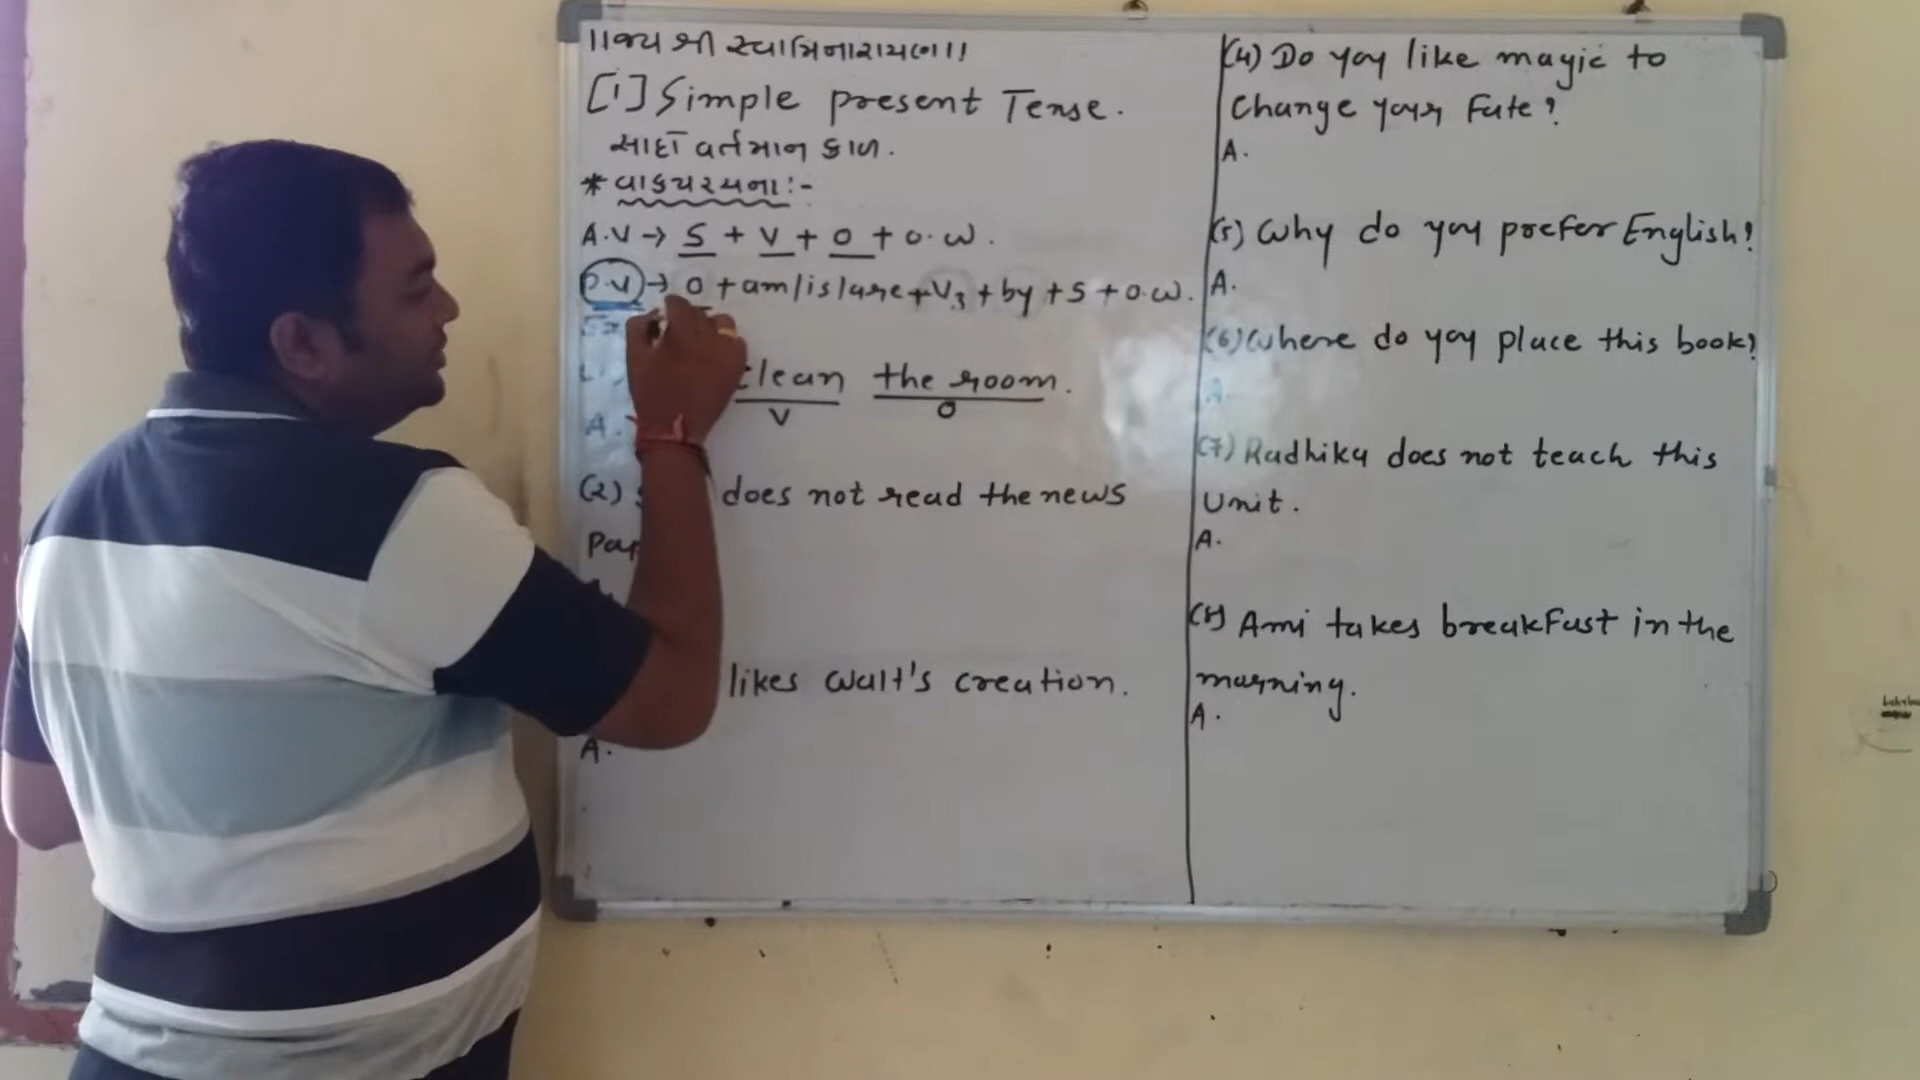 ॥જય શ્રી સ્વામિનારાયણ॥
[1] Simple present Tense.
સાદો વર્તમાન કાળ.
* વાક્યરચના:-
A.V → S + V + O + O.W.
P.V → O + am/is/are + V3 + by + S + O.W.
clean the room.
V O
A.
(2) does not read the news
Pap
likes Walt's creation.
A.
(4) Do you like magic to
Change your Fate?
A.
(5) Why do you prefer English?
A.
(6) Where do you place this book?
A.
(7) Radhika does not teach this
Unit.
A.
(8) Ami takes breakfast in the
morning.
A.